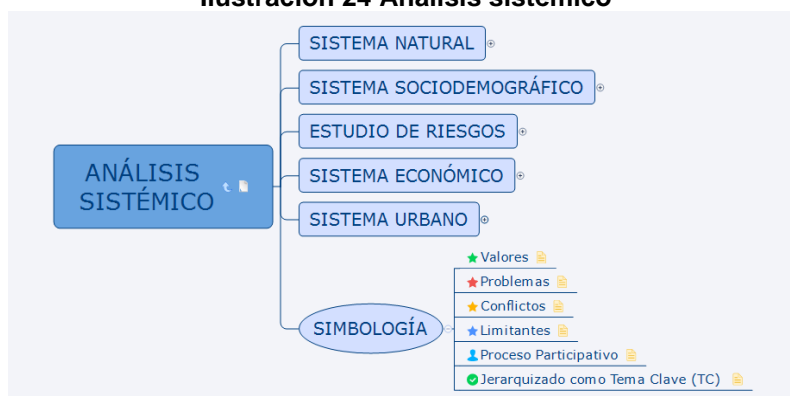 Ilustración 24 Análisis sistémico
SISTEMA NATURAL
SISTEMA SOCIODEMOGRÁFICO
ESTUDIO DE RIESGOS
ANÁLISIS
SISTÉMICO
SISTEMA ECONÓMICO
SISTEMA URBANO
SIMBOLOGÍA
Valores
Problemas
Conflictos
Limitantes
Proceso Participativo
Jerarquizado como Tema Clave (TC)